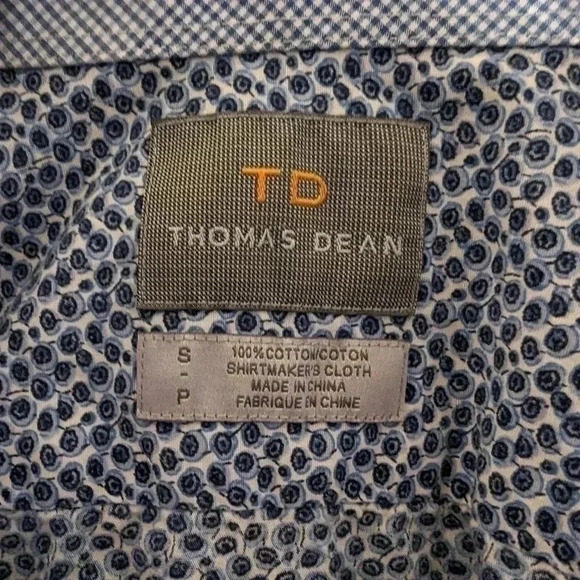 TD
THOMAS DEAN
S
-
P
100% COTTON/COTON
SHIRTMAKER'S CLOTH
MADE IN CHINA
FABRIQUE IN CHINE